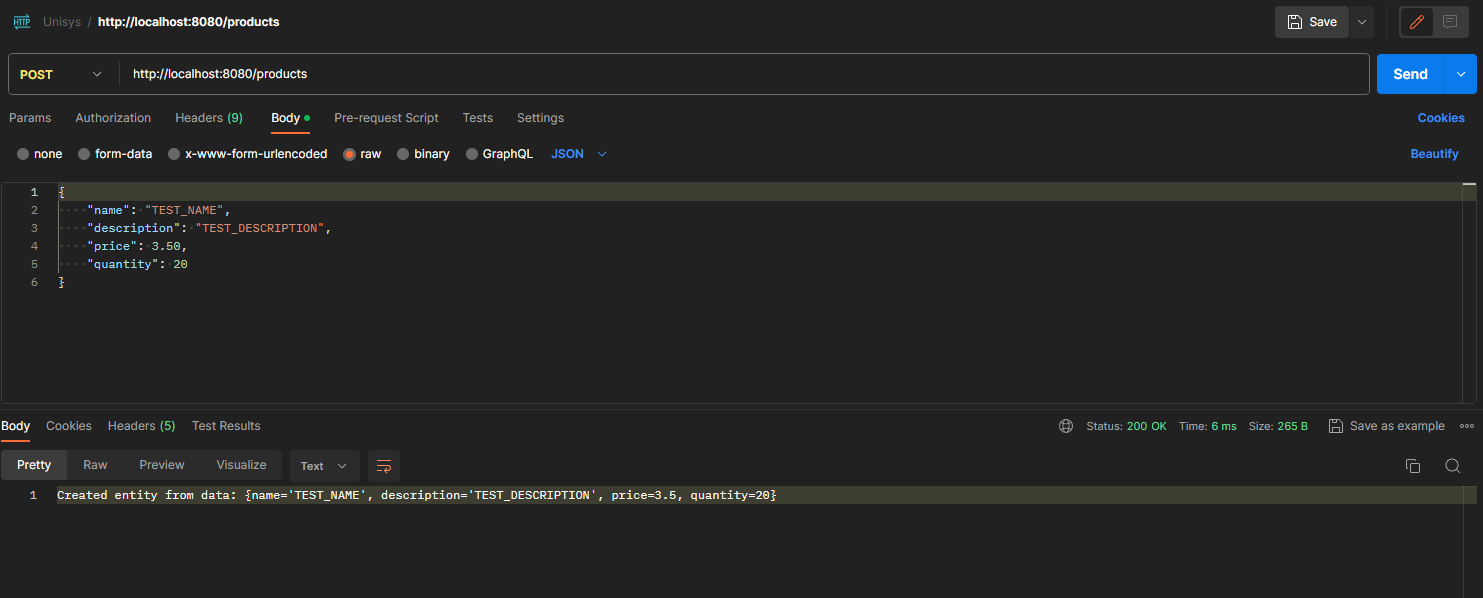 HTTP Unisys / http://localhost:8080/products Save
POST http://localhost:8080/products Send
Params Authorization Headers (9) Body Pre-request Script Tests Settings Cookies
none form-data x-www-form-urlencoded raw binary GraphQL JSON Beautify
1 {
2 "name": "TEST_NAME",
3 "description": "TEST_DESCRIPTION",
4 "price": 3.50,
5 "quantity": 20
6 }
Body Cookies Headers (5) Test Results Status: 200 OK Time: 6 ms Size: 265 B Save as example
Pretty Raw Preview Visualize Text
1 Created entity from data: {name='TEST_NAME', description='TEST_DESCRIPTION', price=3.5, quantity=20}